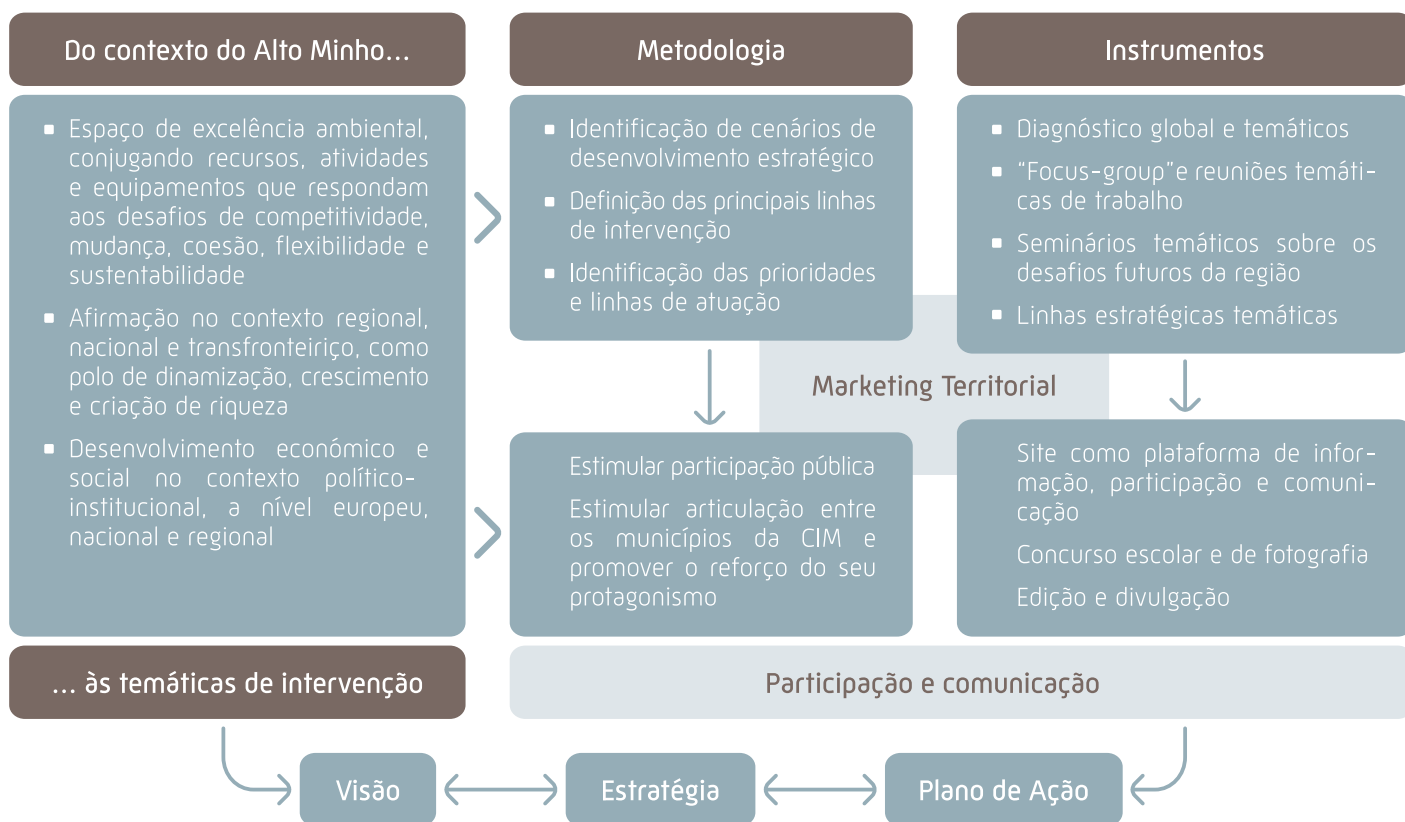 Do contexto do Alto Minho...
▪ Espaço de excelência ambiental,
conjugando recursos, atividades
e equipamentos que respondam
aos desafios de competitividade,
mudança, coesão, flexibilidade e
sustentabilidade
▪ Afirmação no contexto regional,
nacional e transfronteiriço, como
polo de dinamização, crescimento
e criação de riqueza
▪ Desenvolvimento económico e
social no contexto político-
institucional, a nível europeu,
nacional e regional
... às temáticas de intervenção
Metodologia
▪ Identificação de cenários de
desenvolvimento estratégico
▪ Definição das principais linhas
de intervenção
▪ Identificação das prioridades
e linhas de atuação
Estimular participação pública
Estimular articulação entre
os municípios da CIM e
promover o reforço do seu
protagonismo
Marketing Territorial
Instrumentos
▪ Diagnóstico global e temáticos
▪ “Focus-group”e reuniões temáti-
cas de trabalho
▪ Seminários temáticos sobre os
desafios futuros da região
▪ Linhas estratégicas temáticas
Site como plataforma de infor-
mação, participação e comuni-
cação
Concurso escolar e de fotografia
Edição e divulgação
Participação e comunicação
Visão
Estratégia
Plano de Ação